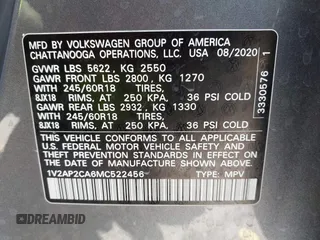 MFD BY VOLKSWAGEN GROUP OF AMERICA
CHATTANOOGA OPERATIONS, LLC. USA 08/2020
GVWR LBS 5622, KG 2550
GAWR FRONT LBS 2800, KG 1270
WITH 245/60R18 TIRES,
8JX18 RIMS, AT 250 KPA, 36 PSI COLD
GAWR REAR LBS 2932, KG 1330
WITH 245/60R18 TIRES,
8JX18 RIMS, AT 250 KPA, 36 PSI COLD
THIS VEHICLE CONFORMS TO ALL APPLICABLE
U.S. FEDERAL MOTOR VEHICLE SAFETY AND
THEFT PREVENTION STANDARDS IN EFFECT
ON THE DATE OF MANUFACTURE SHOWN ABOVE.
1V2AP2CA6MC522456 TYPE: MPV
3330576 1
DREAMBID